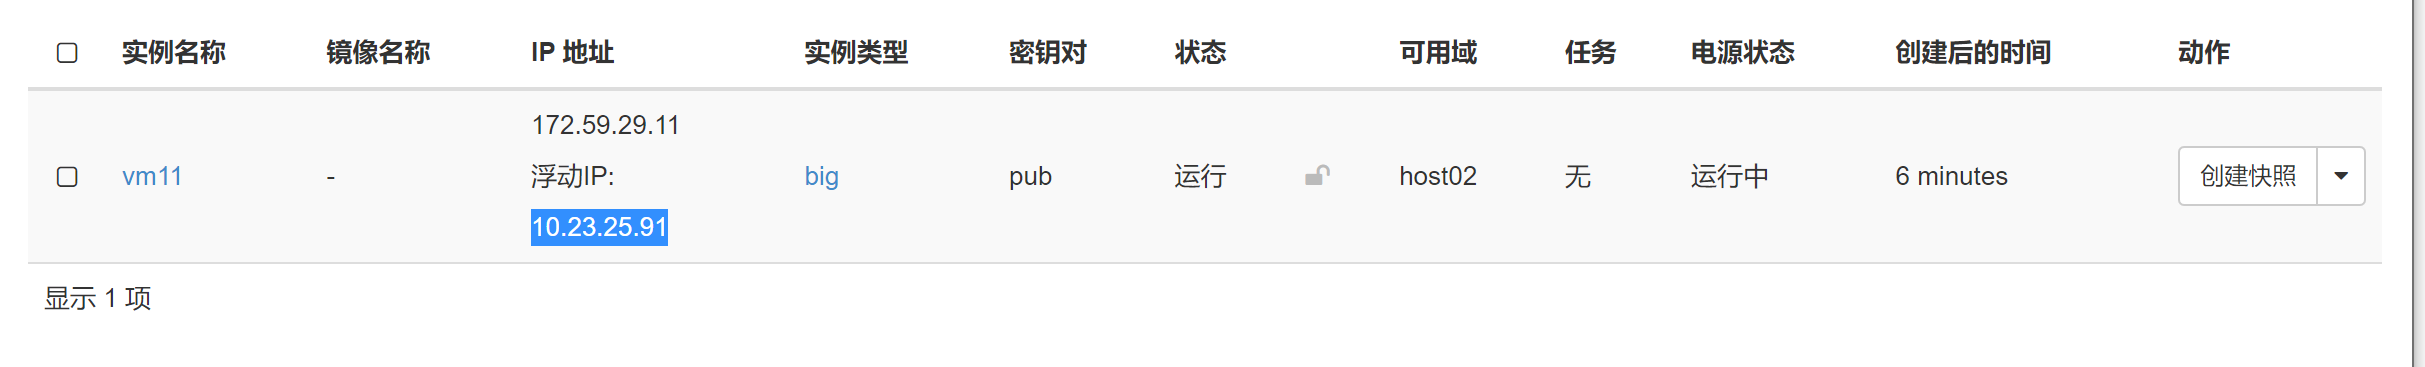 实例名称 镜像名称 IP 地址 实例类型 密钥对 状态 可用域 任务 电源状态 创建后的时间 动作
172.59.29.11
vm11 - 浮动IP: big pub 运行 host02 无 运行中 6 minutes 创建快照
10.23.25.91
显示 1 项